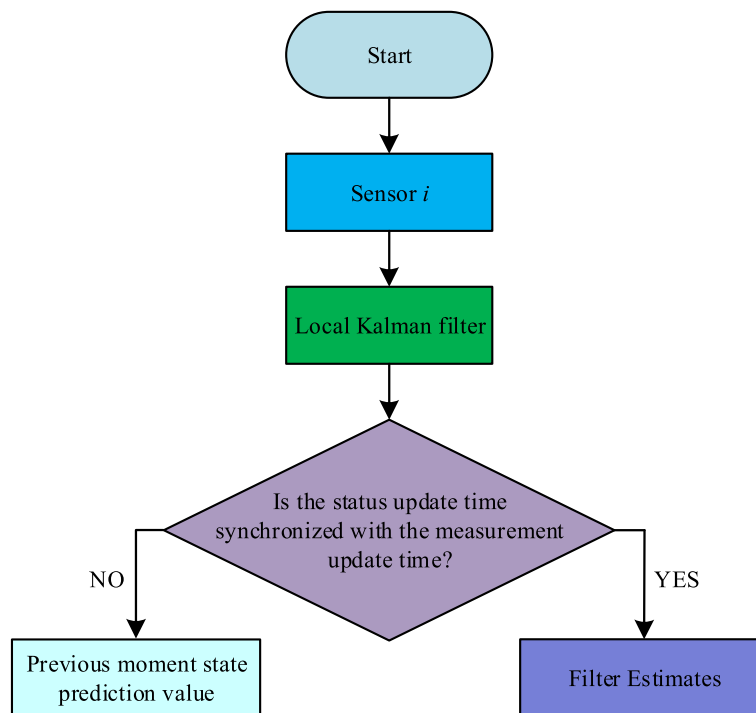 Start
Sensor i
Local Kalman filter
Is the status update time
synchronized with the measurement
update time?
NO
YES
Previous moment state
prediction value
Filter Estimates